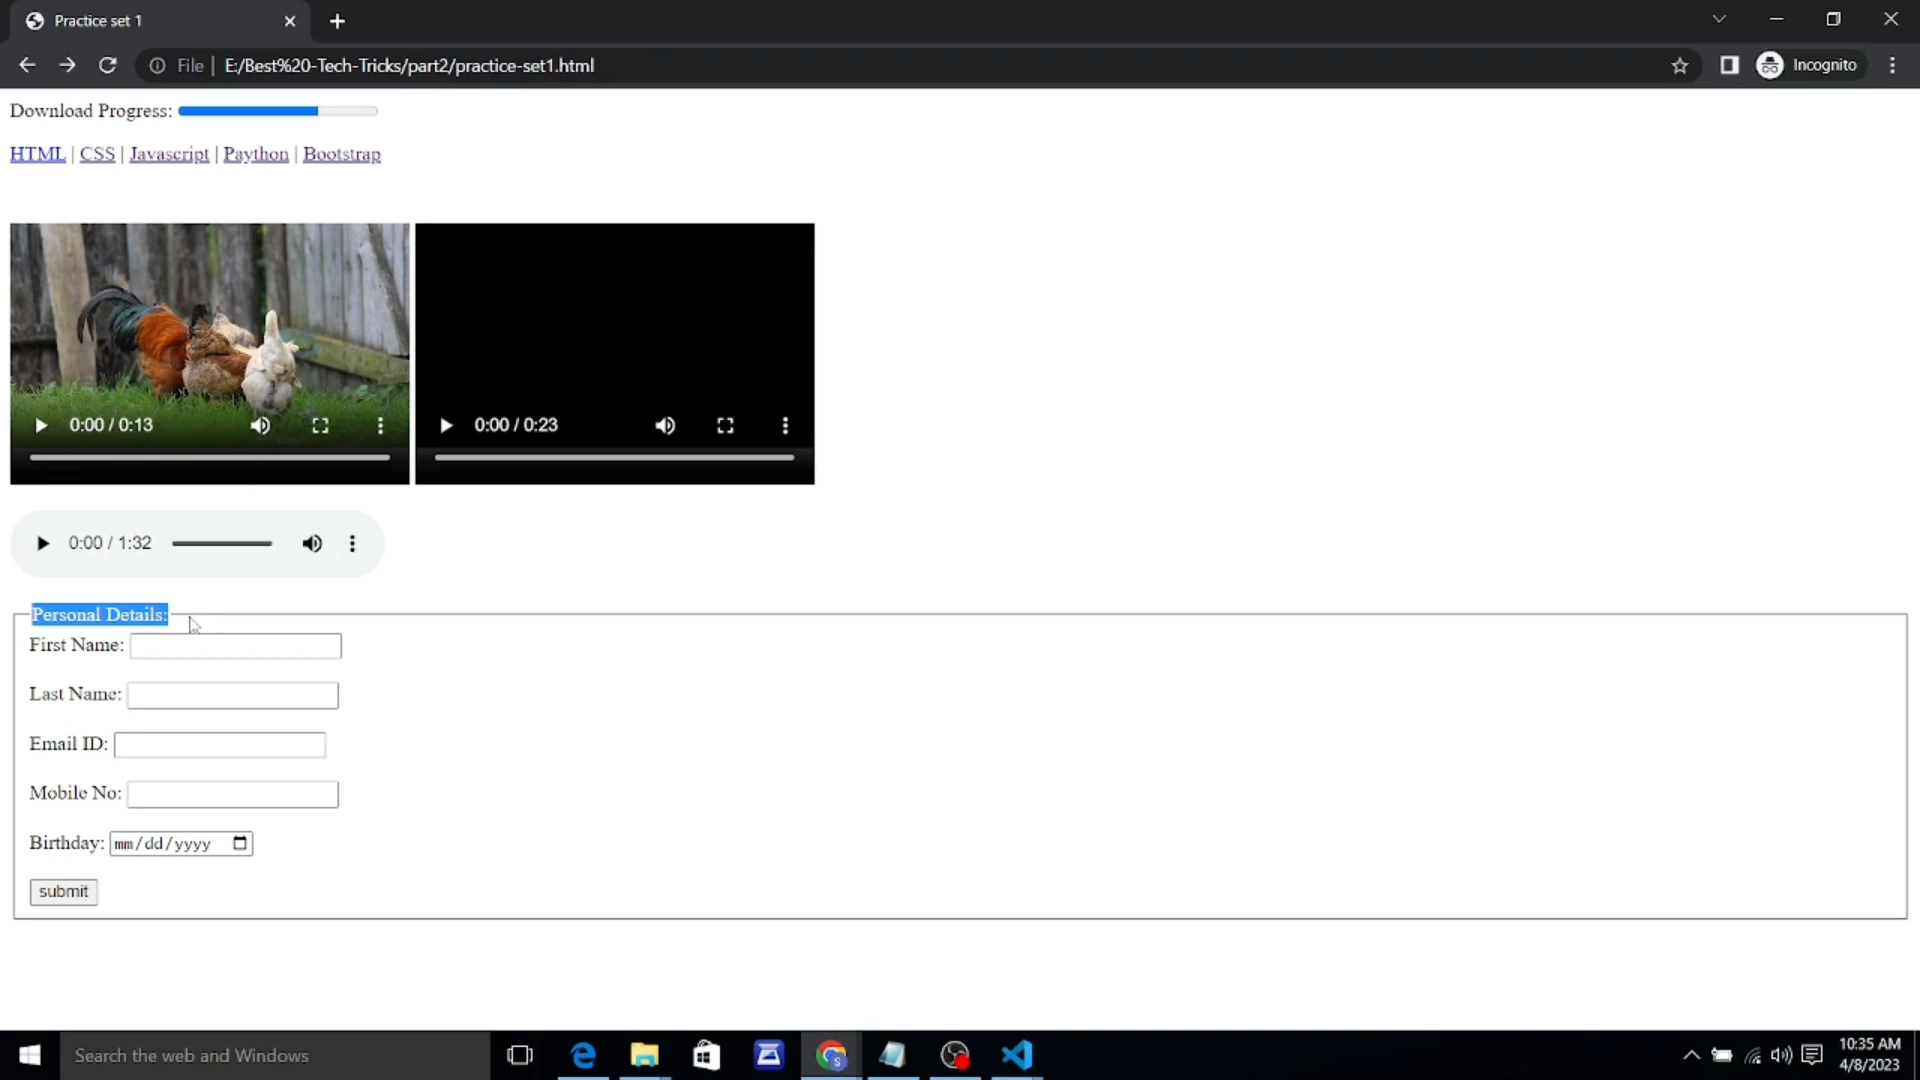 Practice set 1
File | E:/Best%20-Tech-Tricks/part2/practice-set1.html
Incognito
Download Progress:
HTML | CSS | Javascript | Paython | Bootstrap
0:00 / 0:13
0:00 / 0:23
0:00 / 1:32
Personal Details:
First Name:
Last Name:
Email ID:
Mobile No:
Birthday: mm/dd/yyyy
submit
Search the web and Windows
10:35 AM
4/8/2023